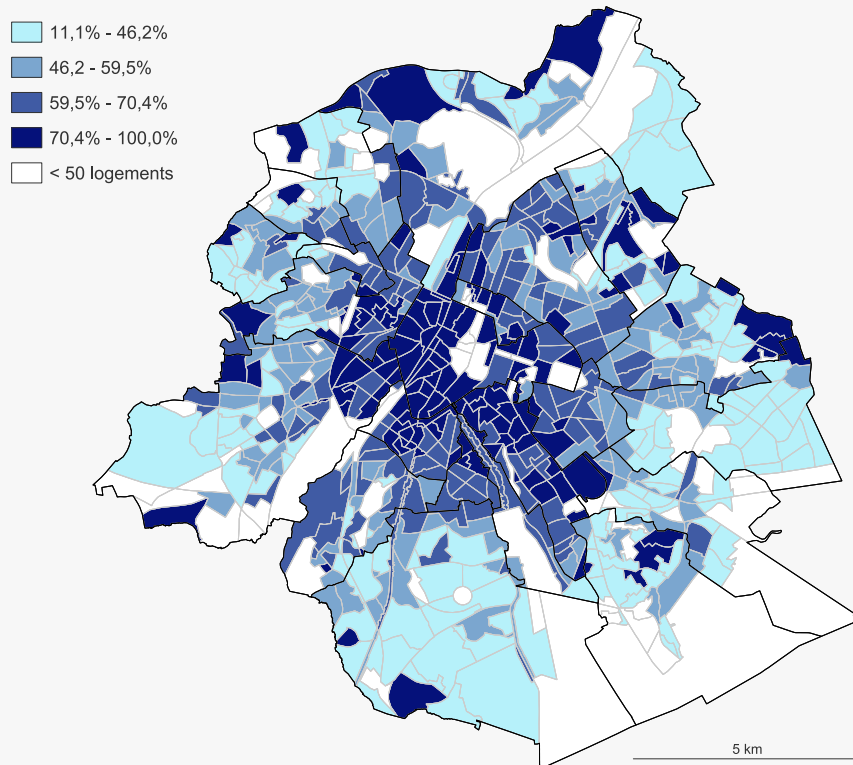 11,1% - 46,2%
46,2 - 59,5%
59,5% - 70,4%
70,4% - 100,0%
< 50 logements
5 km